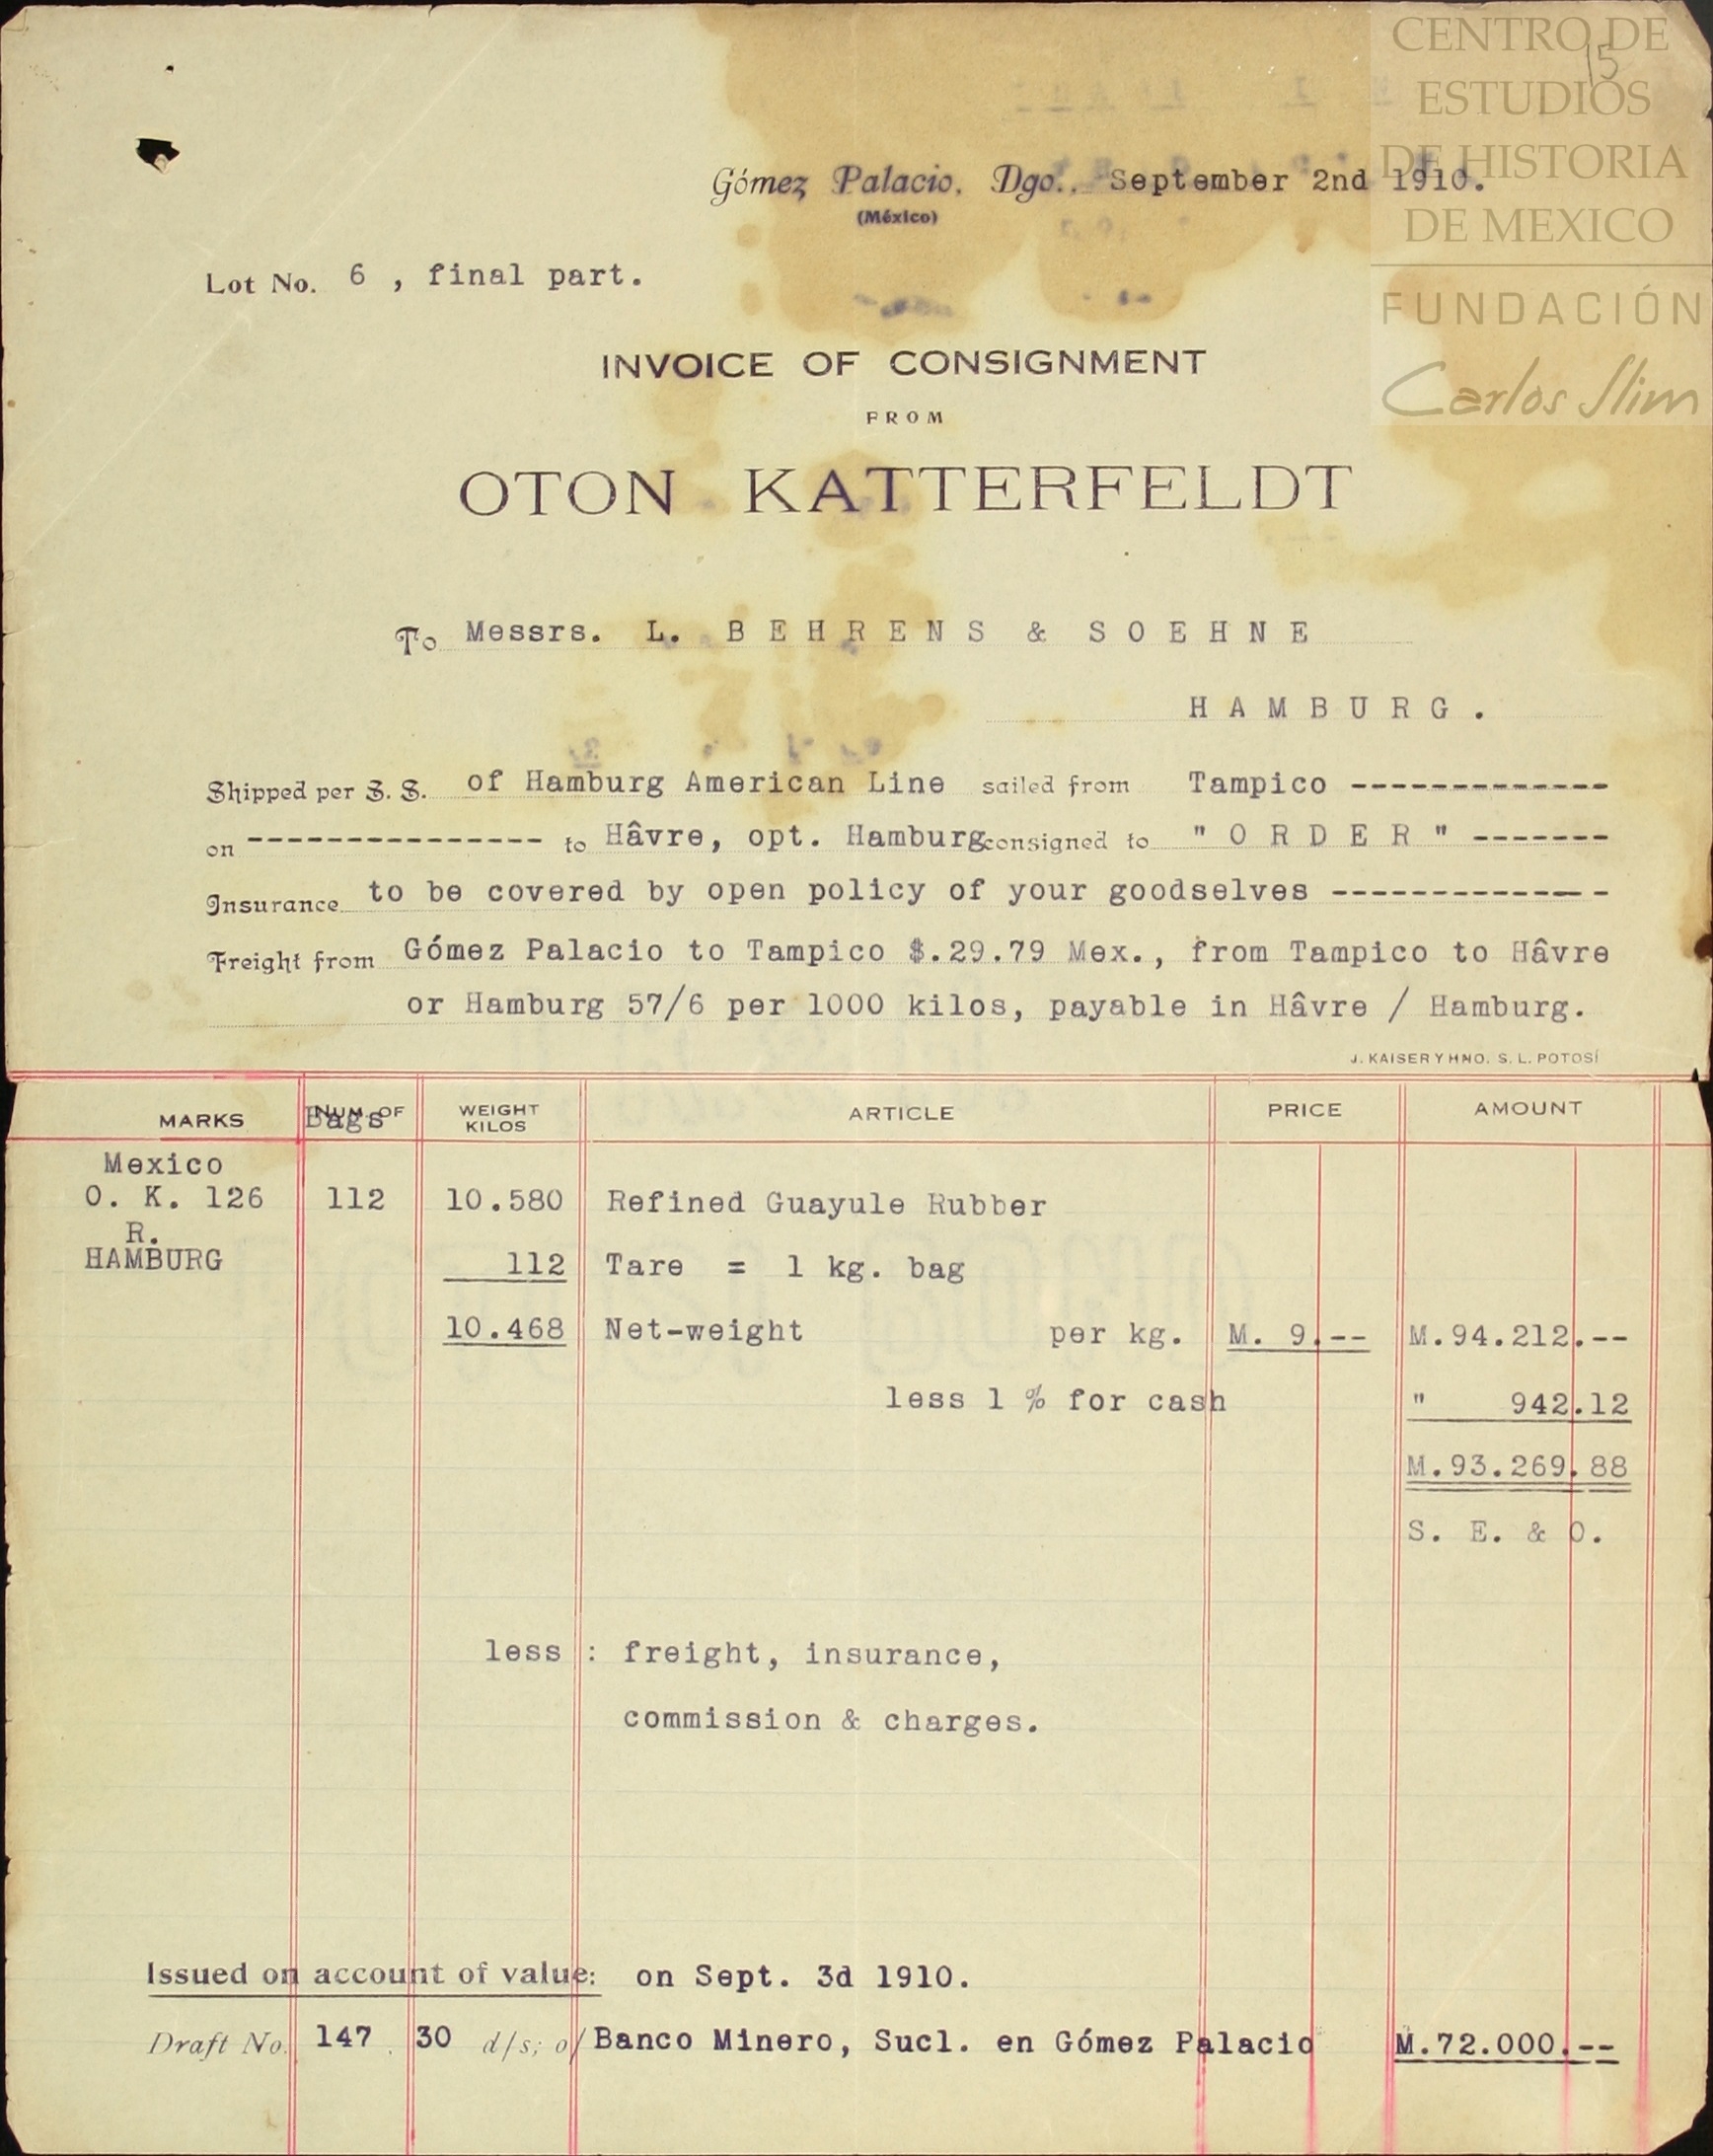 CENTRO DE
ESTUDIOS
DE HISTORIA
DE MEXICO
FUNDACIÓN
Carlos Slim
15
Gómez Palacio, Dgo., September 2nd 1910.
(México)
Lot No. 6 , final part.
INVOICE OF CONSIGNMENT
FROM
OTON KATTERFELDT
To Messrs. L. BEHRENS & SOEHNE
HAMBURG.
Shipped per S. S. of Hamburg American Line sailed from Tampico -------------
on ---------------- to Hâvre, opt. Hamburg consigned to "ORDER" -------
Insurance to be covered by open policy of your goodselves --------------
Freight from Gómez Palacio to Tampico $.29.79 Mex., from Tampico to Hâvre
or Hamburg 57/6 per 1000 kilos, payable in Hâvre / Hamburg.
J. KAISER Y HNO. S. L. POTOSÍ
MARKS NUM. OF Bags WEIGHT KILOS ARTICLE PRICE AMOUNT
Mexico
O. K. 126 112 10.580 Refined Guayule Rubber
R.
HAMBURG 112 Tare = 1 kg. bag
10.468 Net-weight per kg. M. 9.-- M.94.212.--
less 1 % for cash " 942.12
M.93.269.88
S. E. & O.
less : freight, insurance,
commission & charges.
Issued on account of value: on Sept. 3d 1910.
Draft No. 147 30 d/s; o/ Banco Minero, Sucl. en Gómez Palacio M.72.000.--